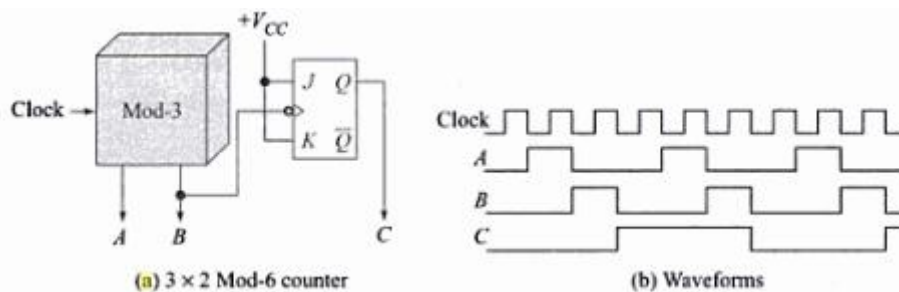 +V_CC
Clock
Mod-3
J Q
K Q̅
A B C
(a) 3 × 2 Mod-6 counter
Clock
A
B
C
(b) Waveforms